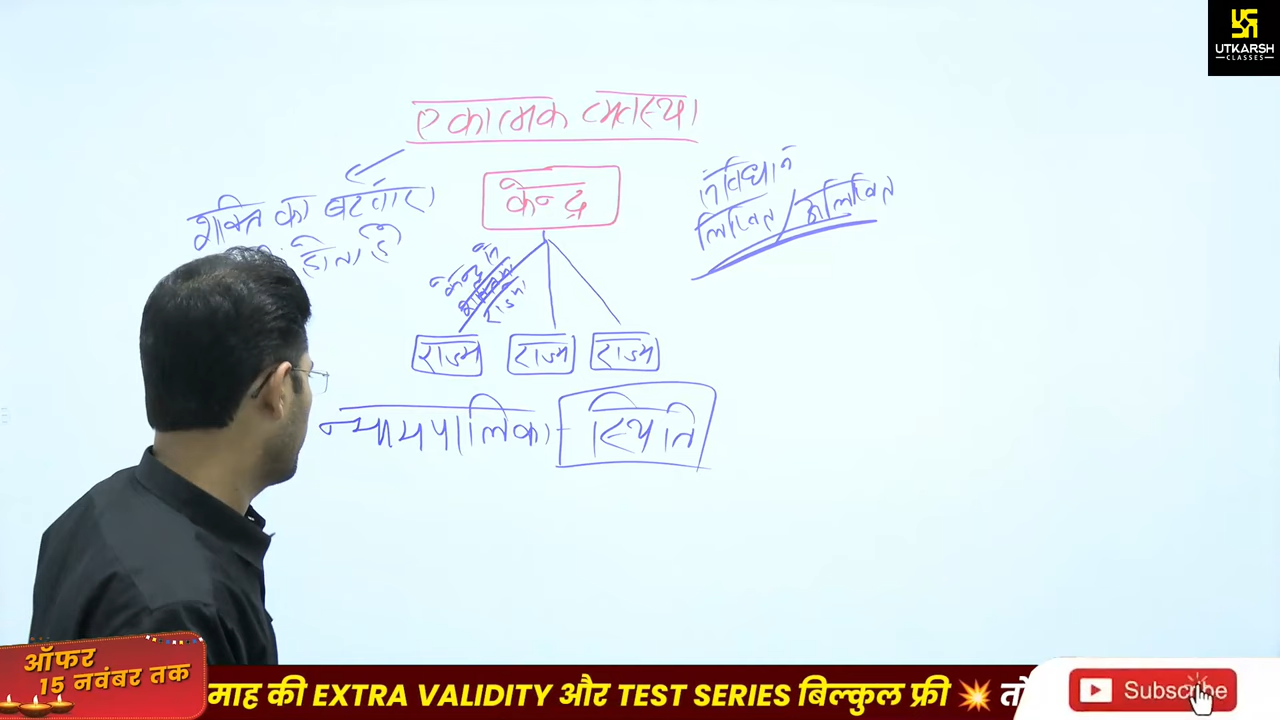 UTKARSH
CLASSES
एकात्मक व्यवस्था
शक्ति का बटवारा
होता है
केन्द्र
संविधान
लिखित / अलिखित
केन्द्र
राज्य राज्य राज्य
न्यायपालिका - स्थिति
ऑफर
15 नवंबर तक
माह की EXTRA VALIDITY और TEST SERIES बिल्कुल फ्री 💥 तो
Subscribe